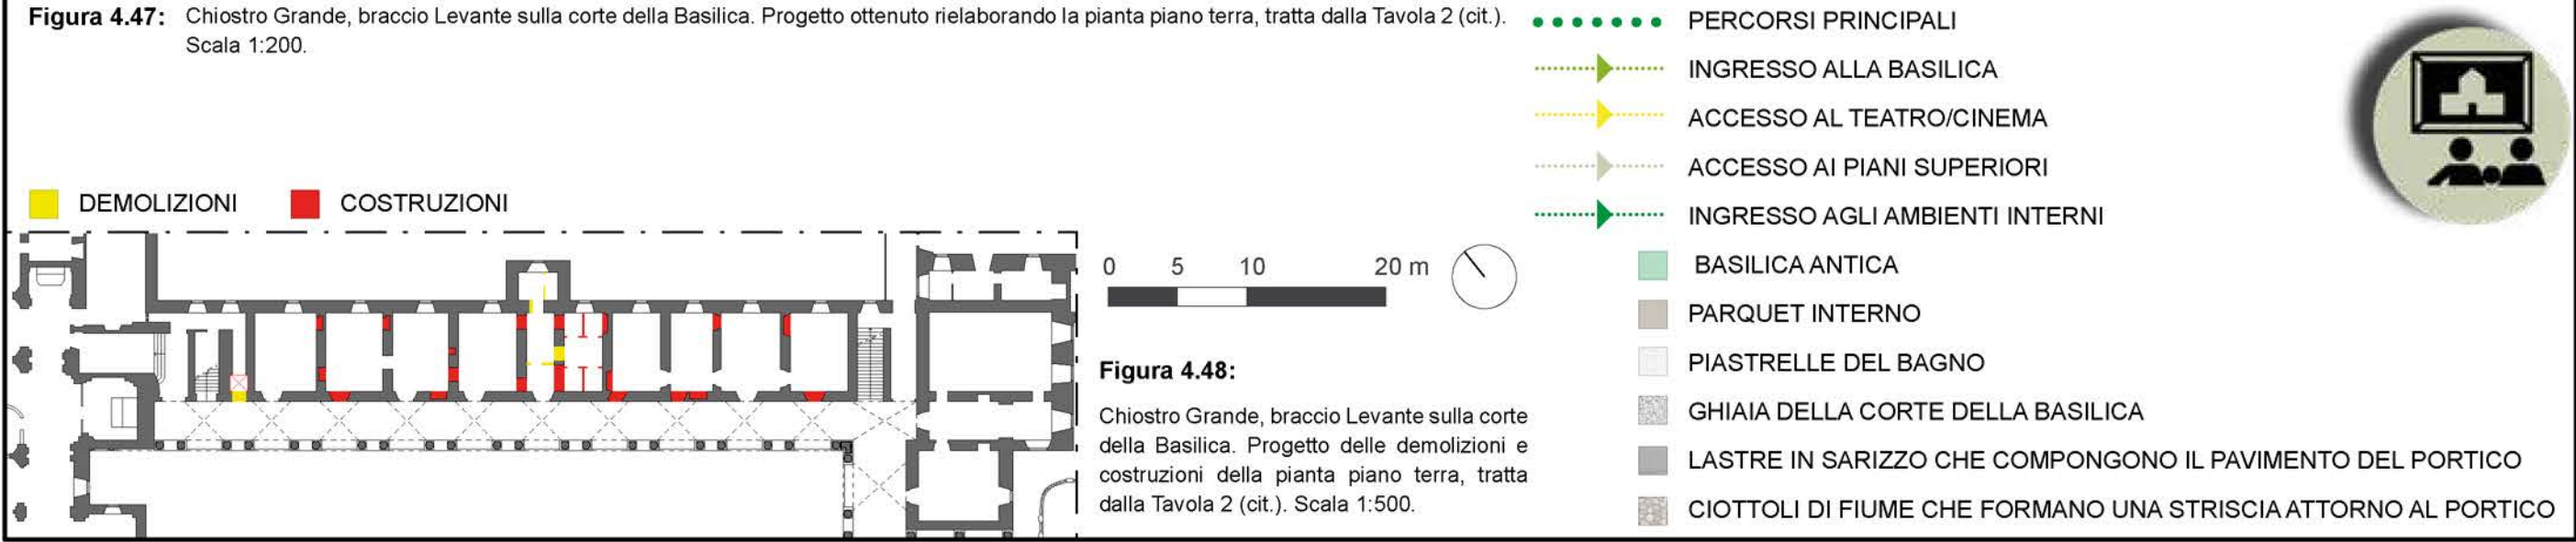 Figura 4.47: Chiostro Grande, braccio Levante sulla corte della Basilica. Progetto ottenuto rielaborando la pianta piano terra, tratta dalla Tavola 2 (cit.).
Scala 1:200.
DEMOLIZIONI COSTRUZIONI
0 5 10 20 m
Figura 4.48:
Chiostro Grande, braccio Levante sulla corte
della Basilica. Progetto delle demolizioni e
costruzioni della pianta piano terra, tratta
dalla Tavola 2 (cit.). Scala 1:500.
PERCORSI PRINCIPALI
INGRESSO ALLA BASILICA
ACCESSO AL TEATRO/CINEMA
ACCESSO AI PIANI SUPERIORI
INGRESSO AGLI AMBIENTI INTERNI
BASILICA ANTICA
PARQUET INTERNO
PIASTRELLE DEL BAGNO
GHIAIA DELLA CORTE DELLA BASILICA
LASTRE IN SARIZZO CHE COMPONGONO IL PAVIMENTO DEL PORTICO
CIOTTOLI DI FIUME CHE FORMANO UNA STRISCIA ATTORNO AL PORTICO